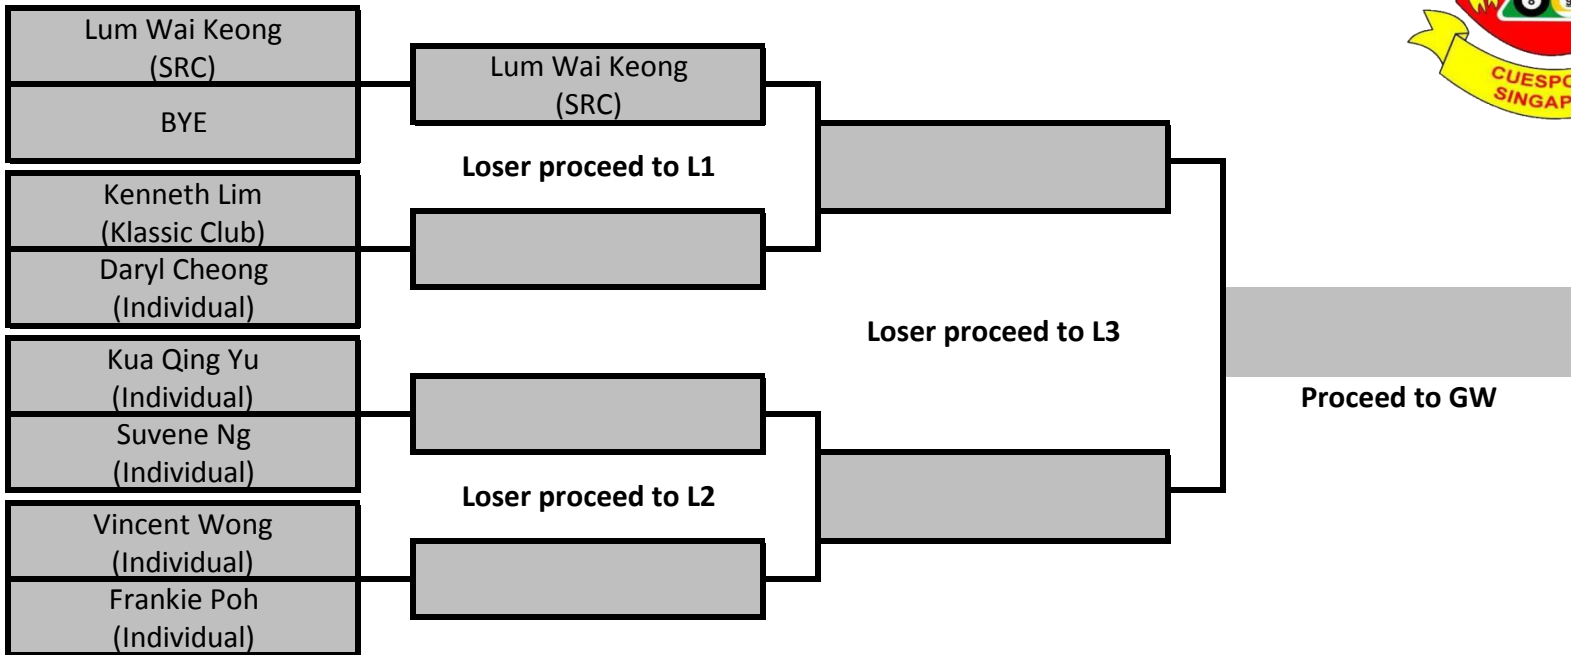 Lum Wai Keong
(SRC)
BYE
Kenneth Lim
(Klassic Club)
Daryl Cheong
(Individual)
Kua Qing Yu
(Individual)
Suvene Ng
(Individual)
Vincent Wong
(Individual)
Frankie Poh
(Individual)
Lum Wai Keong
(SRC)
Loser proceed to L1
Loser proceed to L2
Loser proceed to L3
Proceed to GW
8